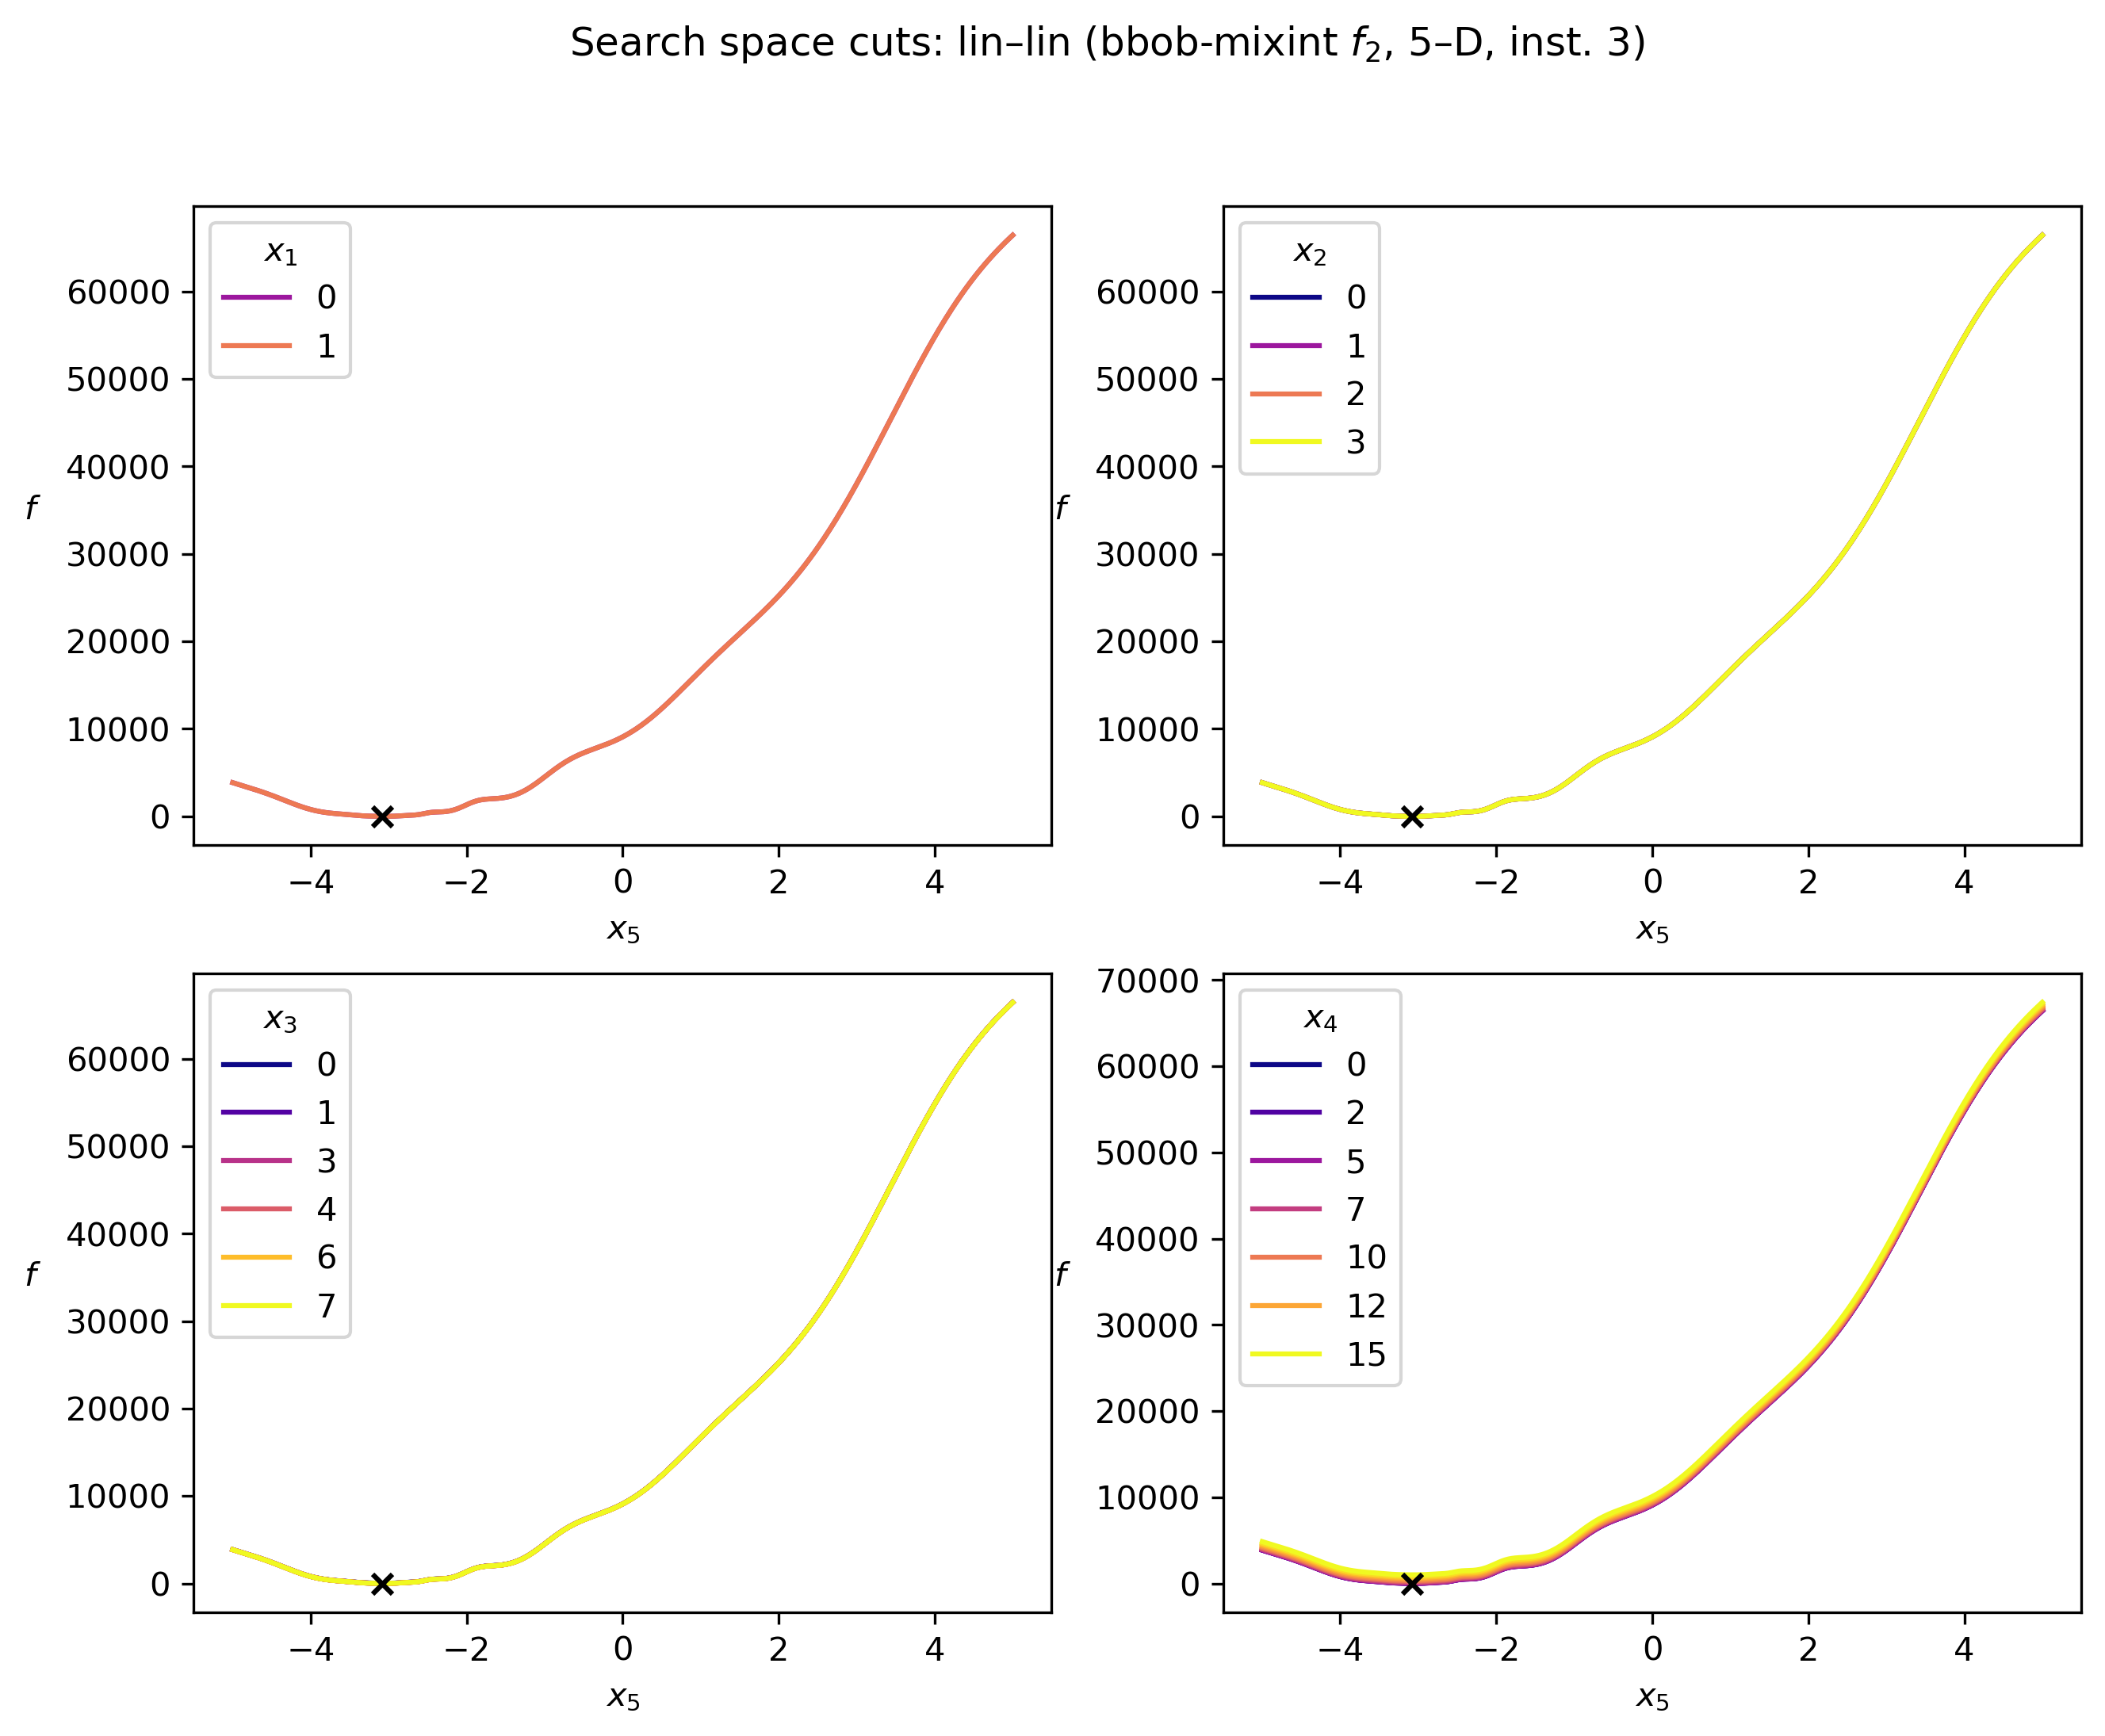 Search space cuts: lin–lin (bbob-mixint f₂, 5–D, inst. 3)
x₁
0
1
60000
50000
40000
30000
20000
10000
0
f
−4 −2 0 2 4
x₅
x₂
0
1
2
3
60000
50000
40000
30000
20000
10000
0
f
−4 −2 0 2 4
x₅
x₃
0
1
3
4
6
7
60000
50000
40000
30000
20000
10000
0
f
−4 −2 0 2 4
x₅
x₄
0
2
5
7
10
12
15
70000
60000
50000
40000
30000
20000
10000
0
f
−4 −2 0 2 4
x₅